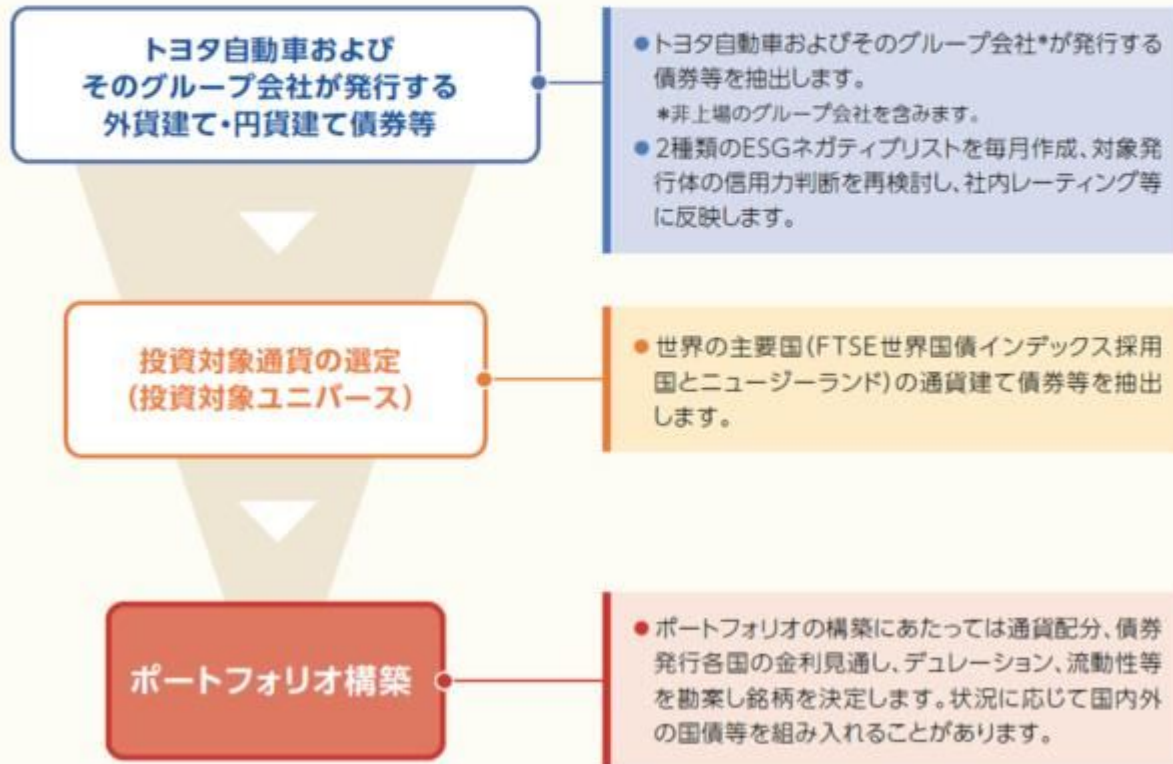 トヨタ自動車および
そのグループ会社が発行する
外貨建て・円貨建て債券等
●トヨタ自動車およびそのグループ会社*が発行する
債券等を抽出します。
*非上場のグループ会社を含みます。
●2種類のESGネガティブリストを毎月作成、対象発
行体の信用力判断を再検討し、社内レーティング等
に反映します。
投資対象通貨の選定
(投資対象ユニバース)
●世界の主要国(FTSE世界国債インデックス採用
国とニュージーランド)の通貨建て債券等を抽出
します。
ポートフォリオ構築
●ポートフォリオの構築にあたっては通貨配分、債券
発行各国の金利見通し、デュレーション、流動性等
を勘案し銘柄を決定します。状況に応じて国内外
の国債等を組み入れることがあります。